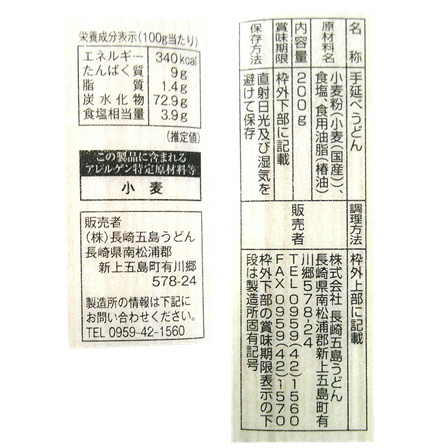 栄養成分表示(100g当たり)
エネルギー 340kcal
たんぱく質 9g
脂質 1.4g
炭水化物 72.9g
食塩相当量 3.9g
(推定値)
この製品に含まれる
アレルゲン特定原材料等
小麦
販売者
(株)長崎五島うどん
長崎県南松浦郡
新上五島町有川郷
578-24
製造所の情報は下記に
お問い合わせください。
TEL 0959-42-1560
名称 手延べうどん
原材料名 小麦粉(小麦(国産))、
食塩、食用油脂(椿油)
内容量 200g
賞味期限 枠外下部に記載
保存方法 直射日光及び湿気を
避けて保存
調理方法 枠外上部に記載
販売者 株式会社 長崎五島うどん
長崎県南松浦郡新上五島町有
川郷578-24
TEL 0959(42)1560
FAX 0959(42)1570
枠外下部の賞味期限表示の下
段は製造所固有記号